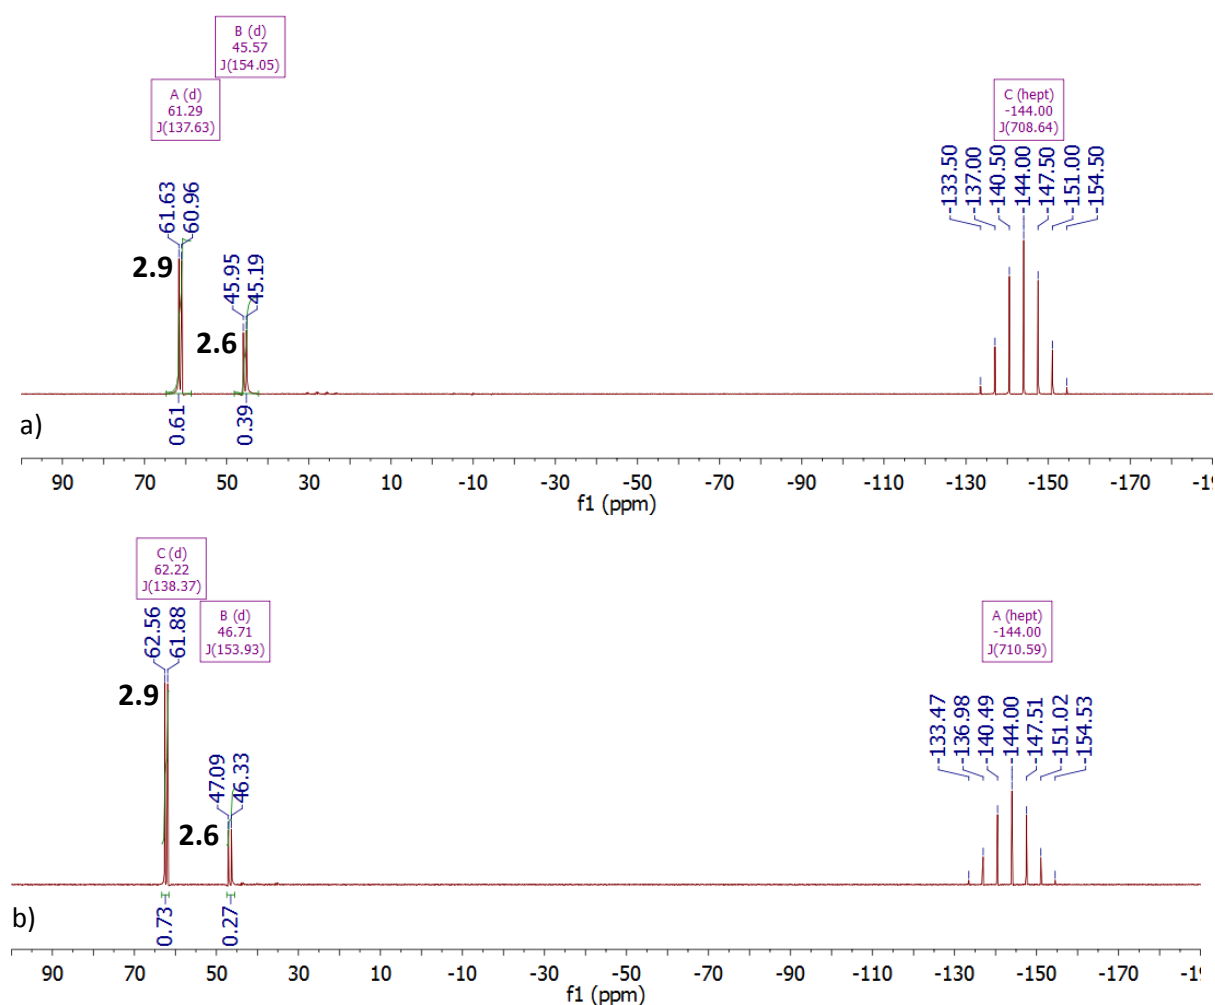 B (d)
45.57
J(154.05)
A (d)
61.29
J(137.63)
C (hept)
-144.00
J(708.64)
61.63
60.96
45.95
45.19
-133.50
-137.00
-140.50
-144.00
-147.50
-151.00
-154.50
2.9
2.6
a)
0.61
0.39
90 70 50 30 10 -10 -30 -50 -70 -90 -110 -130 -150 -170 -19
f1 (ppm)
C (d)
62.22
J(138.37)
B (d)
46.71
J(153.93)
A (hept)
-144.00
J(710.59)
62.56
61.88
47.09
46.33
-133.47
-136.98
-140.49
-144.00
-147.51
-151.02
-154.53
2.9
2.6
b)
0.73
0.27
90 70 50 30 10 -10 -30 -50 -70 -90 -110 -130 -150 -170 -190
f1 (ppm)